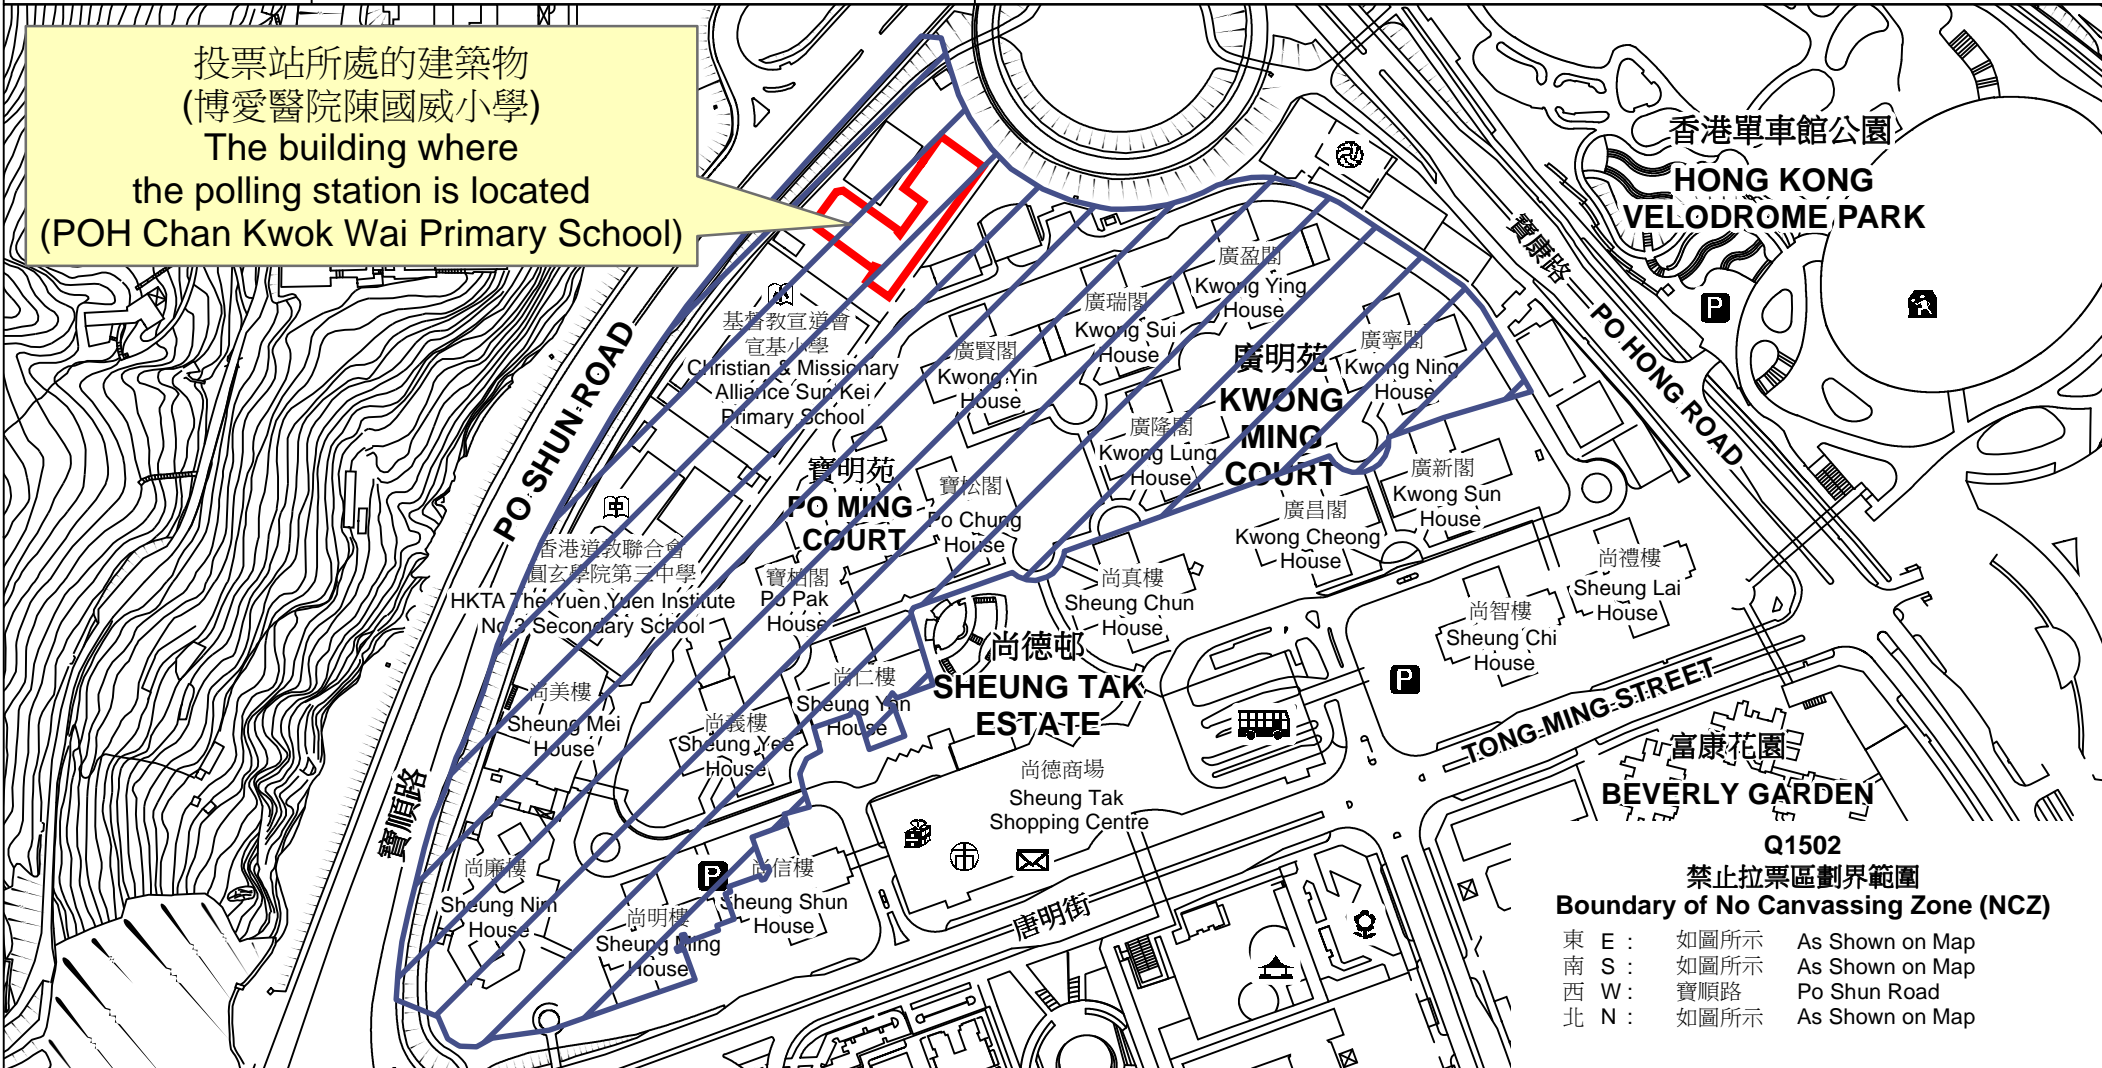 投票站所處的建築物
(博愛醫院陳國威小學)
The building where
the polling station is located
(POH Chan Kwok Wai Primary School)
香港單車館公園
HONG KONG
VELODROME PARK
寶康路
PO HONG ROAD
廣盈閣
Kwong Ying
House
廣瑞閣
Kwong Sui
House
廣賢閣
Kwong Yin
House
廣寧閣
Kwong Ning
House
廣明苑
KWONG
MING
COURT
基督教宣道會
宣基小學
Christian & Missionary
Alliance Sun Kei
Primary School
PO SHUN ROAD
廣隆閣
Kwong Lung
House
寶明苑
PO MING
COURT
寶松閣
Po Chung
House
廣新閣
Kwong Sun
House
廣昌閣
Kwong Cheong
House
香港道教聯合會
圓玄學院第三中學
HKTA The Yuen Yuen Institute
No.3 Secondary School
寶柏閣
Po Pak
House
尚真樓
Sheung Chun
House
尚禮樓
Sheung Lai
House
尚智樓
Sheung Chi
House
尚德邨
SHEUNG TAK
ESTATE
尚仁樓
Sheung Yan
House
尚美樓
Sheung Mei
House
尚義樓
Sheung Yee
House
P
TONG MING STREET
富康花園
BEVERLY GARDEN
尚德商場
Sheung Tak
Shopping Centre
寶順路
尚廉樓
Sheung Nim
House
P
尚信樓
Sheung Shun
House
尚明樓
Sheung Ming
House
唐明街
P
Q1502
禁止拉票區劃界範圍
Boundary of No Canvassing Zone (NCZ)
東 E : 如圖所示 As Shown on Map
南 S : 如圖所示 As Shown on Map
西 W : 寶順路 Po Shun Road
北 N : 如圖所示 As Shown on Map